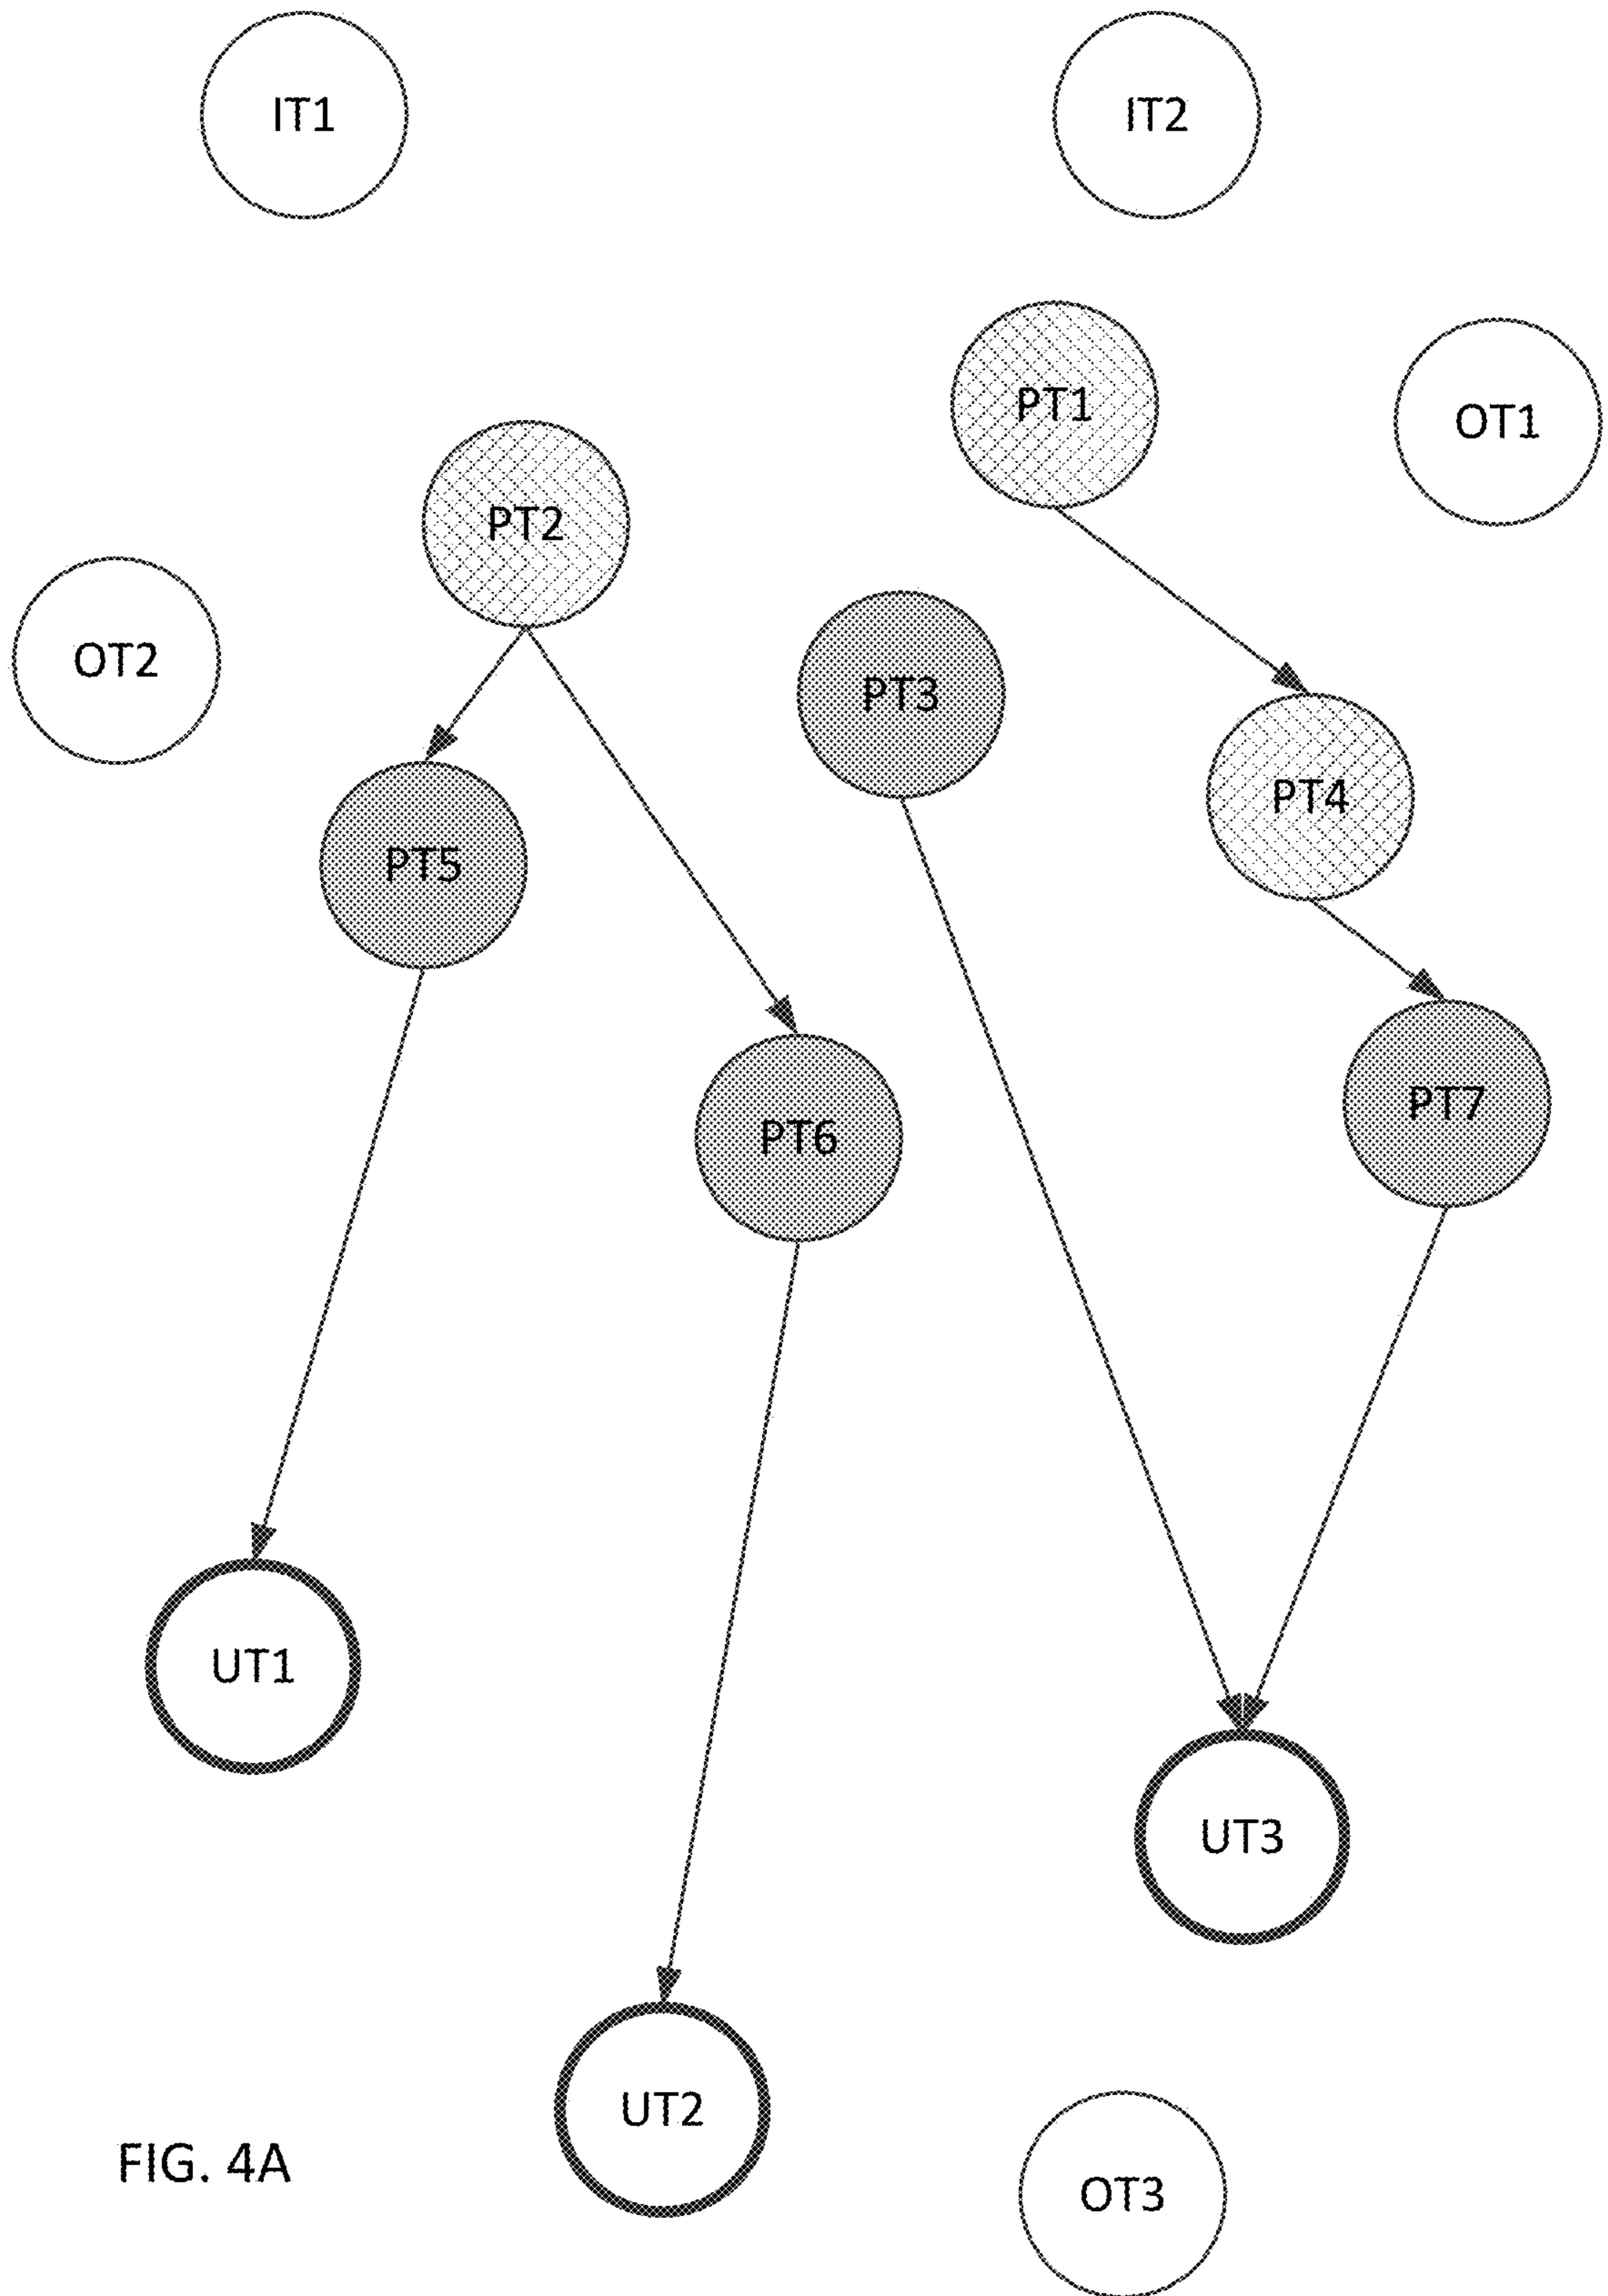 IT1
IT2
PT1
OT1
PT2
OT2
PT3
PT4
PT5
PT7
PT6
UT1
UT3
UT2
FIG. 4A
OT3